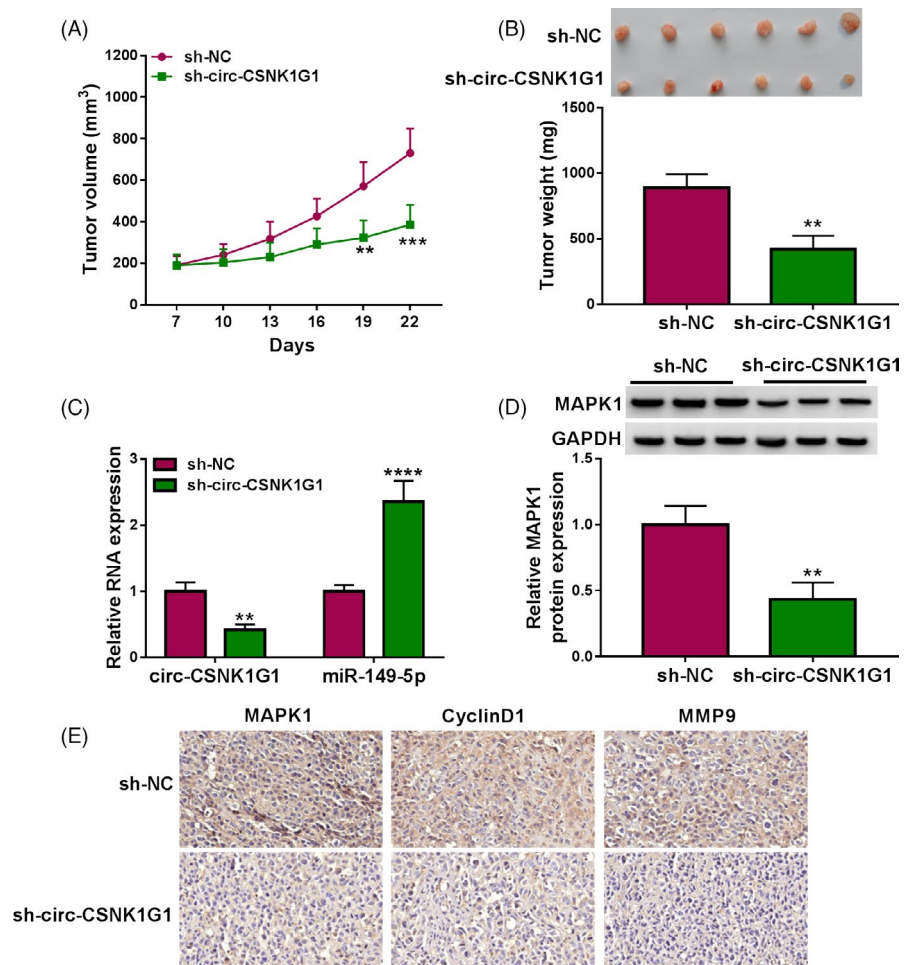 (A)
sh-NC
sh-circ-CSNK1G1
Tumor volume (mm³)
1200
1000
800
600
400
200
0
** ***
7 10 13 16 19 22
Days
(B)
sh-NC
sh-circ-CSNK1G1
Tumor weight (mg)
1500
1000
500
0
**
sh-NC sh-circ-CSNK1G1
(C)
sh-NC
sh-circ-CSNK1G1
Relative RNA expression
3
2
1
0
**
****
circ-CSNK1G1 miR-149-5p
(D)
sh-NC sh-circ-CSNK1G1
MAPK1
GAPDH
Relative MAPK1
protein expression
1.5
1.0
0.5
0.0
**
sh-NC sh-circ-CSNK1G1
(E)
MAPK1 CyclinD1 MMP9
sh-NC
sh-circ-CSNK1G1